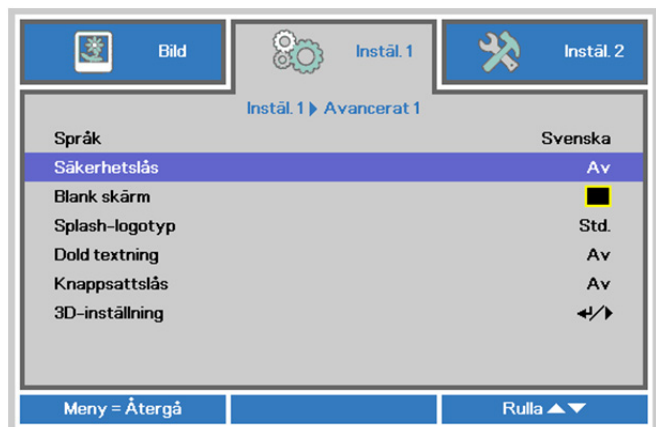 Bild
Instäl. 1
Instäl. 2
Instäl. 1 Avancerat 1
Språk Svenska
Säkerhetslås Av
Blank skärm
Splash-logotyp Std.
Dold textning Av
Knappsattslås Av
3D-inställning
Meny = Återgå
Rulla